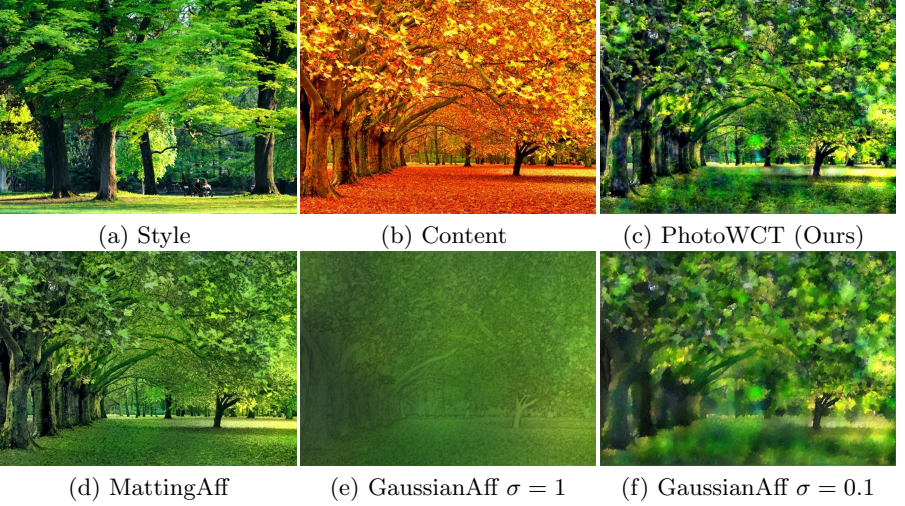 (a) Style
(b) Content
(c) PhotoWCT (Ours)
(d) MattingAff
(e) GaussianAff σ = 1
(f) GaussianAff σ = 0.1